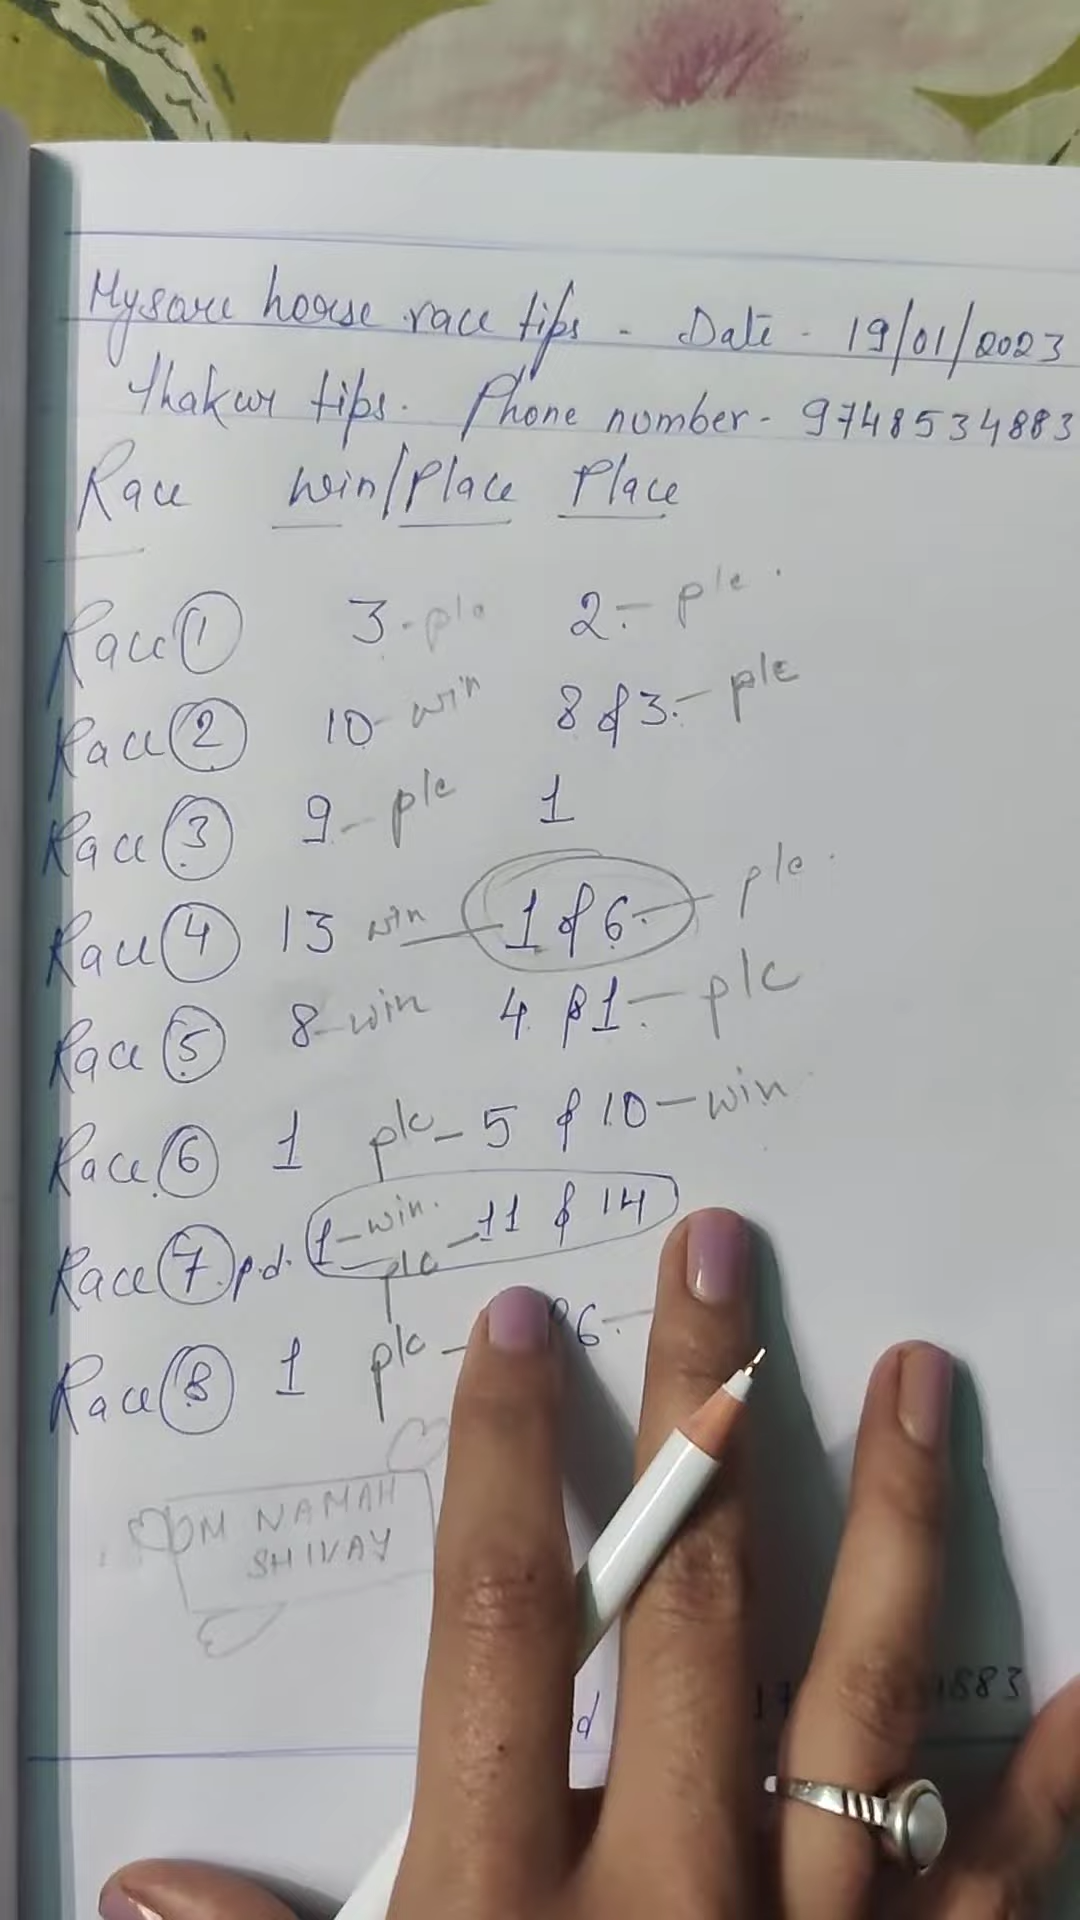 Mysore horse race tips - Date - 19/01/2023
Thakur tips. Phone number - 9748534883
Race Win/Place Place
Race 1 3 - plc 2 - plc.
Race 2 10 - win 8 & 3 - plc
Race 3 9 - plc 1
Race 4 13 win 1 & 6 - plc.
Race 5 8 - win 4 & 1 - plc
Race 6 1 plc - 5 & 10 - win
Race 7 p.d. 1 - win. plc - 11 & 14
Race 8 1 plc - 6 -
OM NAMAH
SHIVAY
883
d